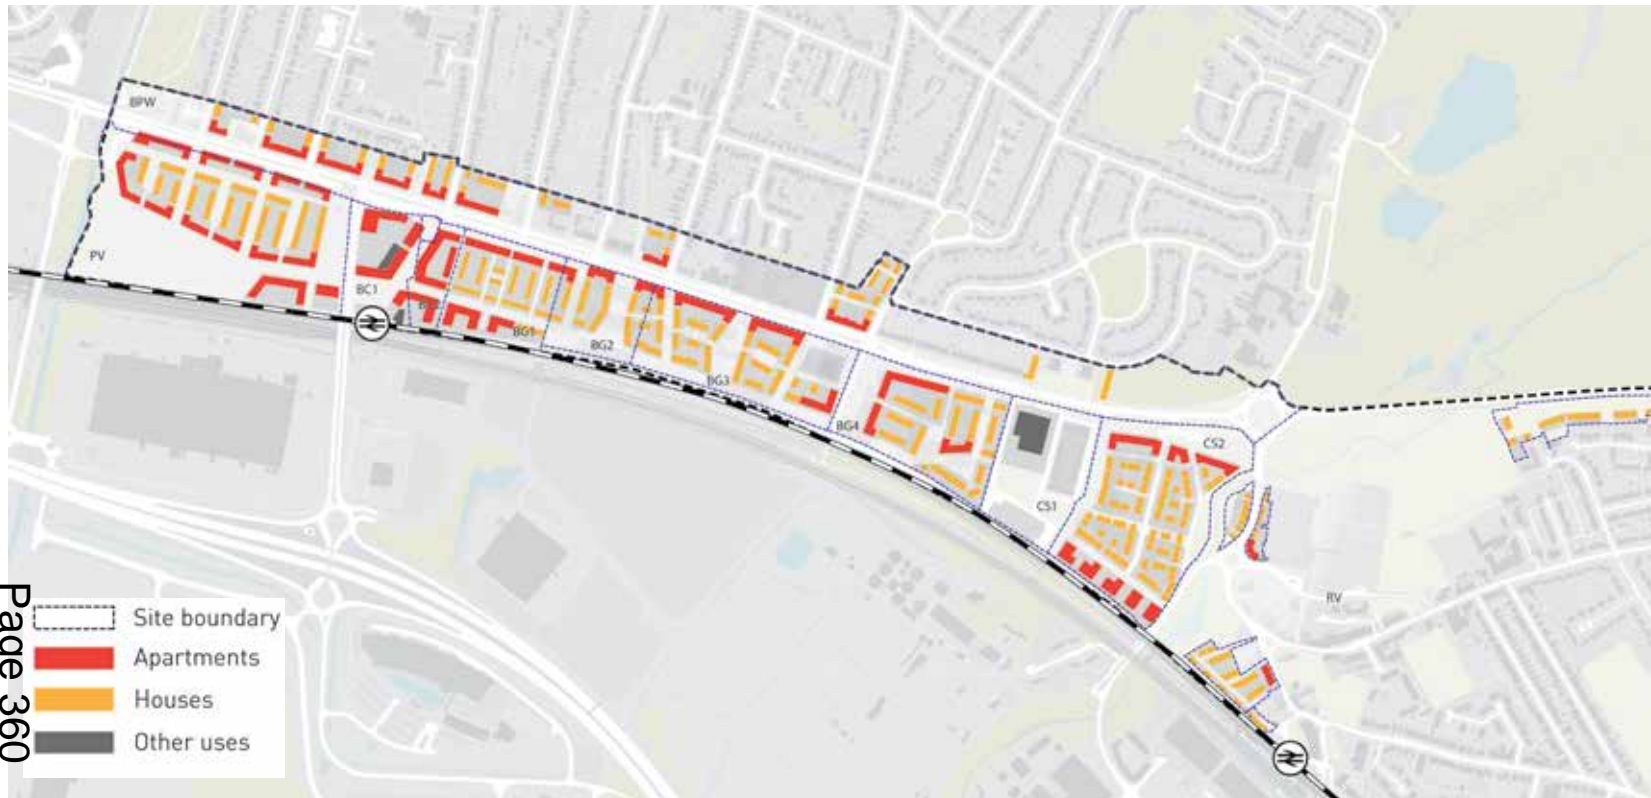 BPW
PV
BC1
BG1
BG2
BG3
BG4
CS1
CS2
RV
Page 360
Site boundary
Apartments
Houses
Other uses